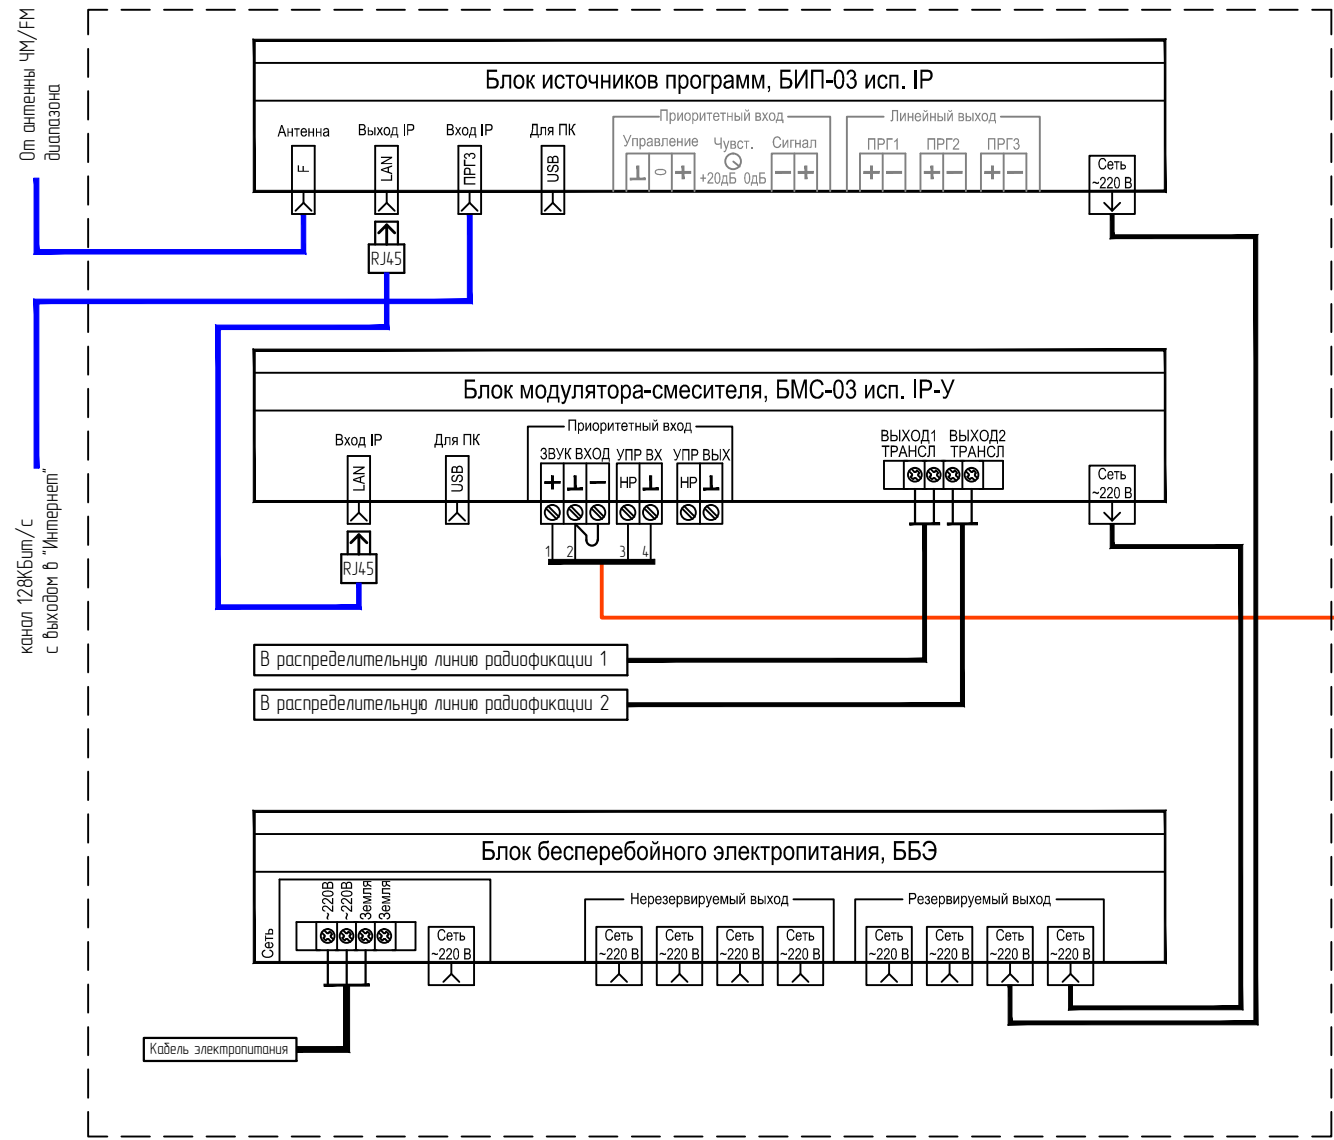 От антенны ЧМ/FM
диапазона
Блок источников программ, БИП-03 исп. IP
Антенна
Выход IP
Вход IP
Для ПК
Приоритетный вход
Линейный выход
Управление
Чувст.
Сигнал
ПРГ1
ПРГ2
ПРГ3
F
LAN
ПРГ3
USB
⊥ 0 +
+20дБ 0дБ
− +
+ −
+ −
+ −
Сеть
~220 В
RJ45
канал 128КБит/с
с выходом в "Интернет"
Блок модулятора-смесителя, БМС-03 исп. IP-У
Вход IP
Для ПК
Приоритетный вход
ЗВУК ВХОД
УПР ВХ
УПР ВЫХ
ВЫХОД1
ТРАНСЛ
ВЫХОД2
ТРАНСЛ
LAN
USB
+ ⊥ −
НР ⊥
НР ⊥
Сеть
~220 В
1 2 3 4
RJ45
В распределительную линию радиофикации 1
В распределительную линию радиофикации 2
Блок бесперебойного электропитания, ББЭ
Сеть
~220В
~220В
Земля
Земля
Сеть
~220 В
Нерезервируемый выход
Сеть
~220 В
Сеть
~220 В
Сеть
~220 В
Сеть
~220 В
Резервируемый выход
Сеть
~220 В
Сеть
~220 В
Сеть
~220 В
Сеть
~220 В
Кабель электропитания